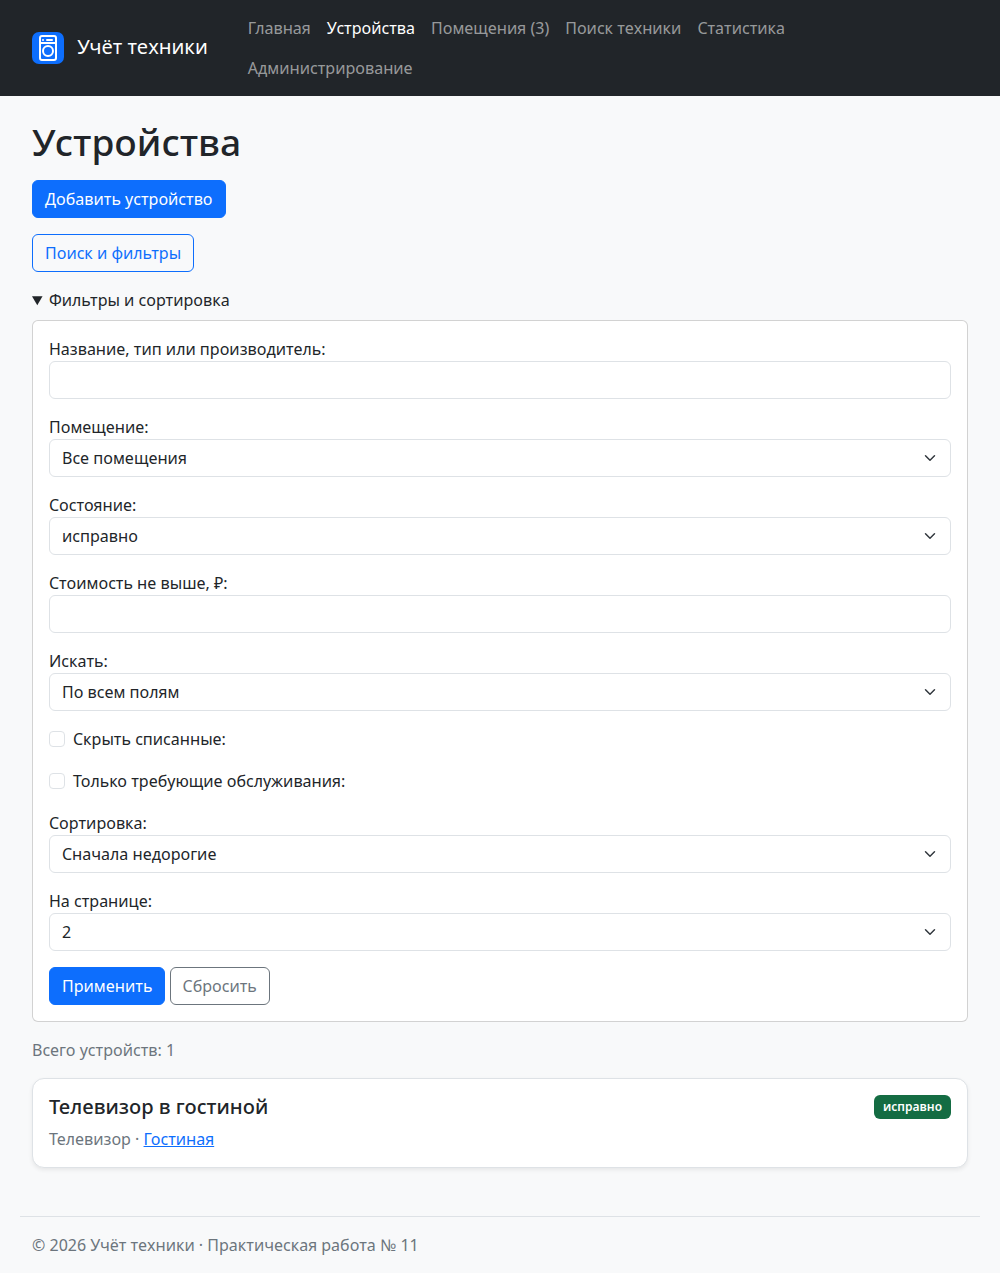 Учёт техники
Главная Устройства Помещения (3) Поиск техники Статистика
Администрирование
Устройства
Добавить устройство
Поиск и фильтры
▼ Фильтры и сортировка
Название, тип или производитель:
Помещение:
Все помещения
Состояние:
исправно
Стоимость не выше, ₽:
Искать:
По всем полям
Скрыть списанные:
Только требующие обслуживания:
Сортировка:
Сначала недорогие
На странице:
2
Применить Сбросить
Всего устройств: 1
Телевизор в гостиной исправно
Телевизор · Гостиная
© 2026 Учёт техники · Практическая работа № 11